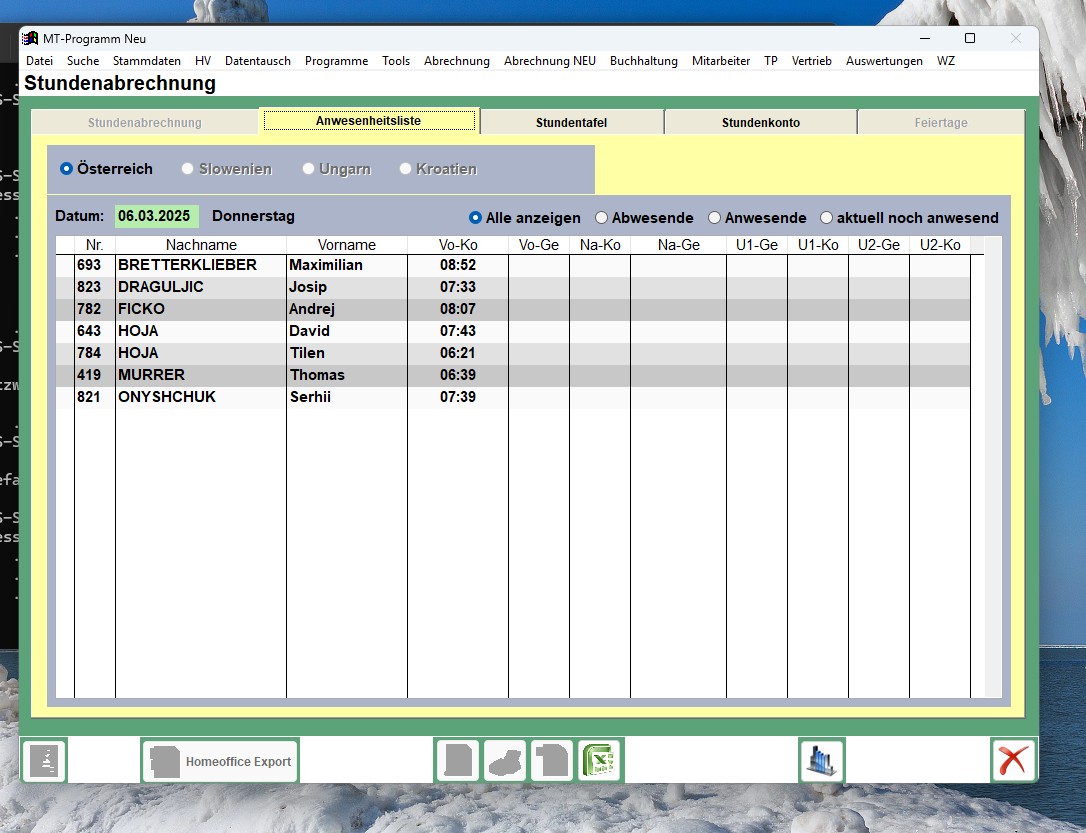 MT-Programm Neu
Datei Suche Stammdaten HV Datentausch Programme Tools Abrechnung Abrechnung NEU Buchhaltung Mitarbeiter TP Vertrieb Auswertungen WZ
Stundenabrechnung
Stundenabrechnung Anwesenheitsliste Stundentafel Stundenkonto Feiertage
Österreich Slowenien Ungarn Kroatien
Datum: 06.03.2025 Donnerstag Alle anzeigen Abwesende Anwesende aktuell noch anwesend
Nr. Nachname Vorname Vo-Ko Vo-Ge Na-Ko Na-Ge U1-Ge U1-Ko U2-Ge U2-Ko
693 BRETTERKLIEBER Maximilian 08:52
823 DRAGULJIC Josip 07:33
782 FICKO Andrej 08:07
643 HOJA David 07:43
784 HOJA Tilen 06:21
419 MURRER Thomas 06:39
821 ONYSHCHUK Serhii 07:39
Homeoffice Export